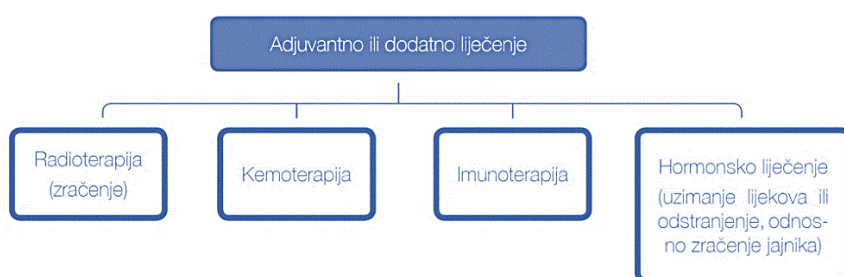 Adjuvantno ili dodatno liječenje
Radioterapija
(zračenje)
Kemoterapija
Imunoterapija
Hormonsko liječenje
(uzimanje lijekova ili
odstranjenje, odnos-
no zračenje jajnika)